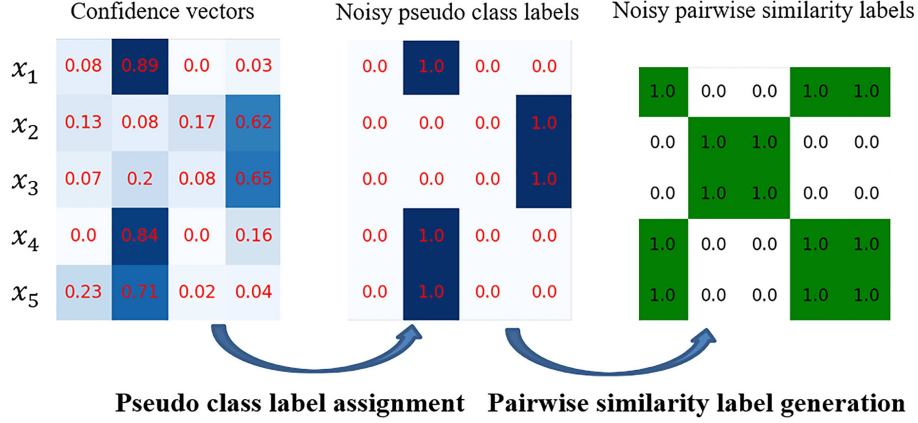 Confidence vectors Noisy pseudo class labels Noisy pairwise similarity labels
x₁ 0.08 0.89 0.0 0.03 0.0 1.0 0.0 0.0 1.0 0.0 0.0 1.0 1.0
x₂ 0.13 0.08 0.17 0.62 0.0 0.0 0.0 1.0 0.0 1.0 1.0 0.0 0.0
x₃ 0.07 0.2 0.08 0.65 0.0 0.0 0.0 1.0 0.0 1.0 1.0 0.0 0.0
x₄ 0.0 0.84 0.0 0.16 0.0 1.0 0.0 0.0 1.0 0.0 0.0 1.0 1.0
x₅ 0.23 0.71 0.02 0.04 0.0 1.0 0.0 0.0 1.0 0.0 0.0 1.0 1.0
Pseudo class label assignment Pairwise similarity label generation